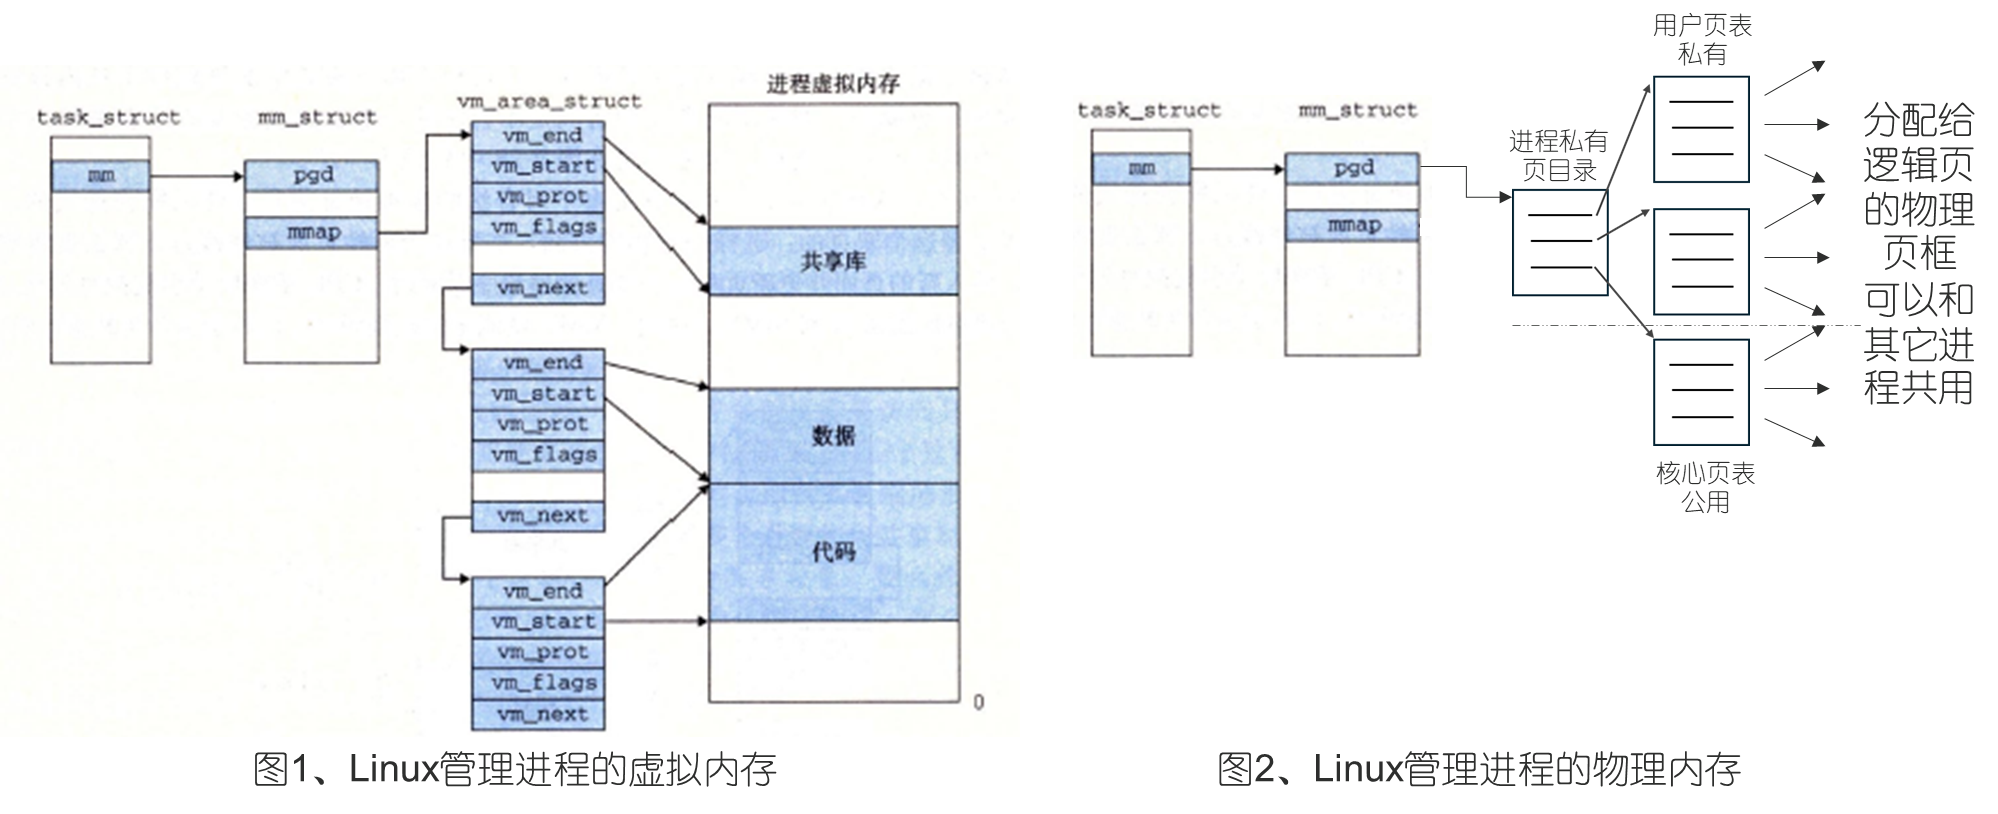 task_struct
mm
mm_struct
pgd
mmap
vm_area_struct
vm_end
vm_start
vm_prot
vm_flags
vm_next
vm_end
vm_start
vm_prot
vm_flags
vm_next
vm_end
vm_start
vm_prot
vm_flags
vm_next
进程虚拟内存
共享库
数据
代码
0
图1、Linux管理进程的虚拟内存
task_struct
mm
mm_struct
pgd
mmap
进程私有
页目录
用户页表
私有
核心页表
公用
分配给
逻辑页
的物理
页框
可以和
其它进
程共用
图2、Linux管理进程的物理内存